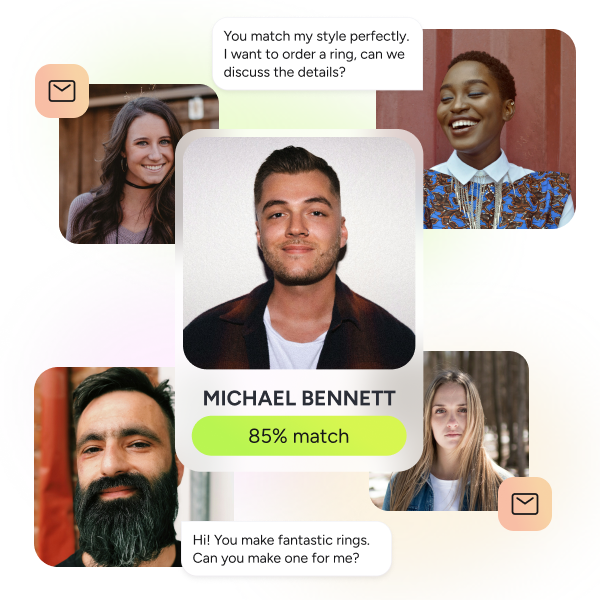 You match my style perfectly.
I want to order a ring, can we
discuss the details?
MICHAEL BENNETT
85% match
Hi! You make fantastic rings.
Can you make one for me?